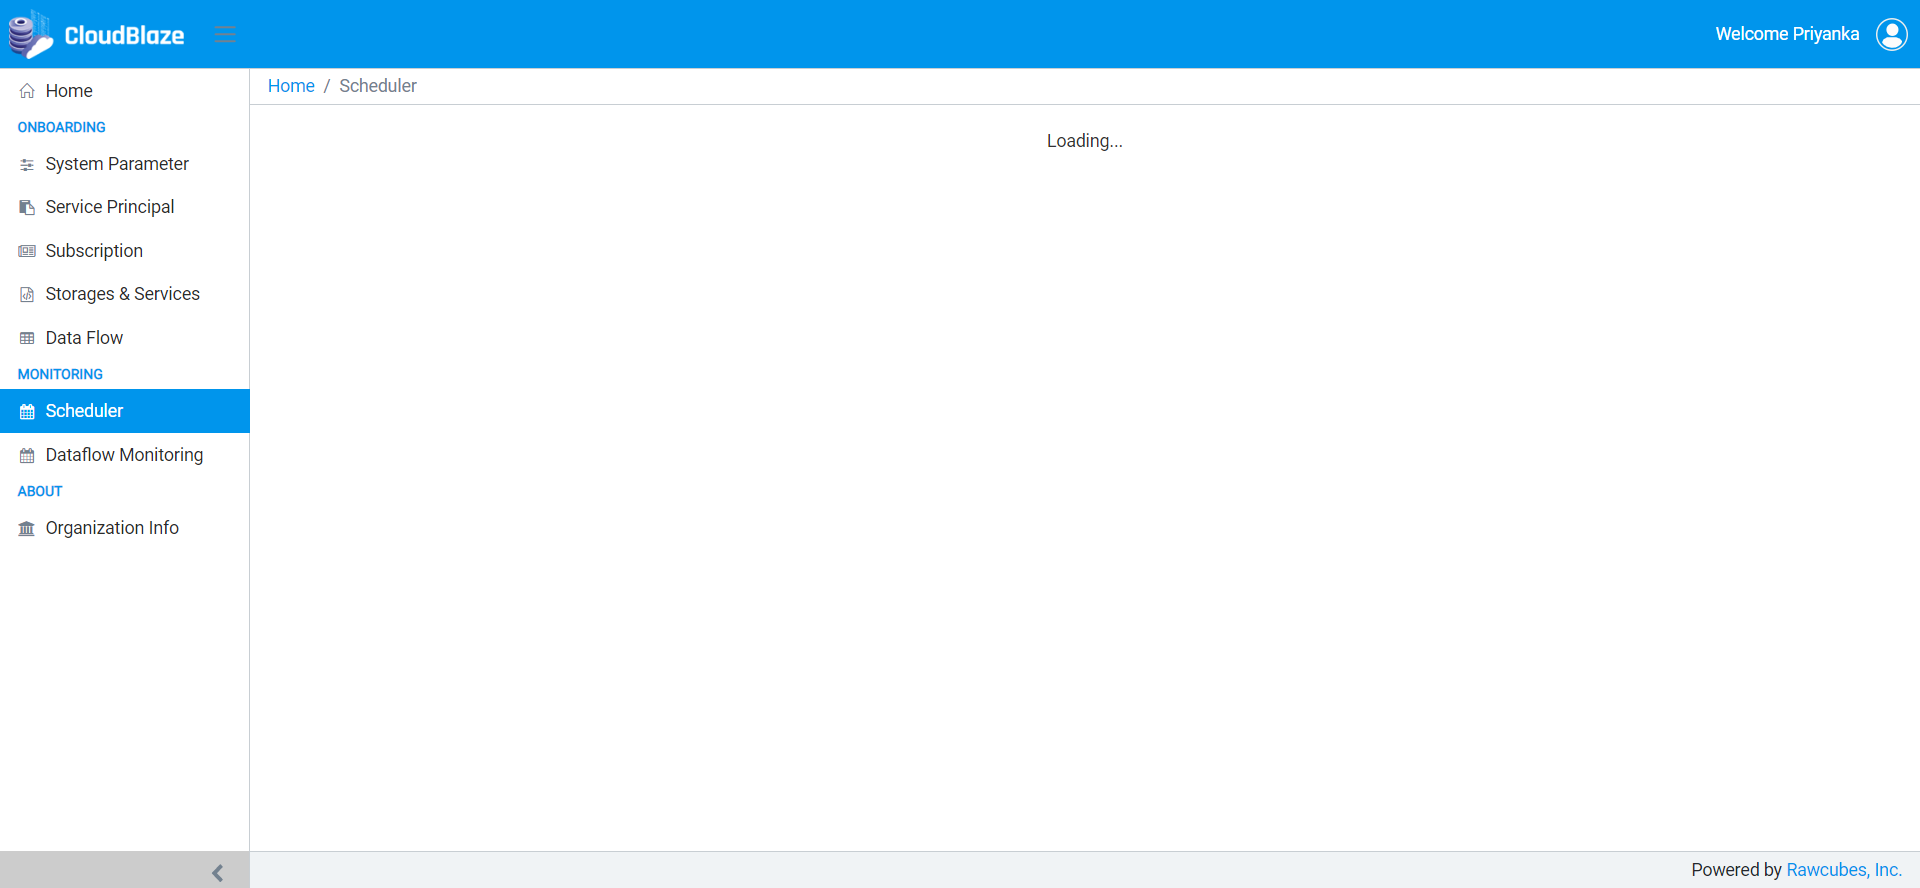 CloudBlaze
Welcome Priyanka
Home
ONBOARDING
System Parameter
Service Principal
Subscription
Storages & Services
Data Flow
MONITORING
Scheduler
Dataflow Monitoring
ABOUT
Organization Info
Home / Scheduler
Loading...
Powered by Rawcubes, Inc.